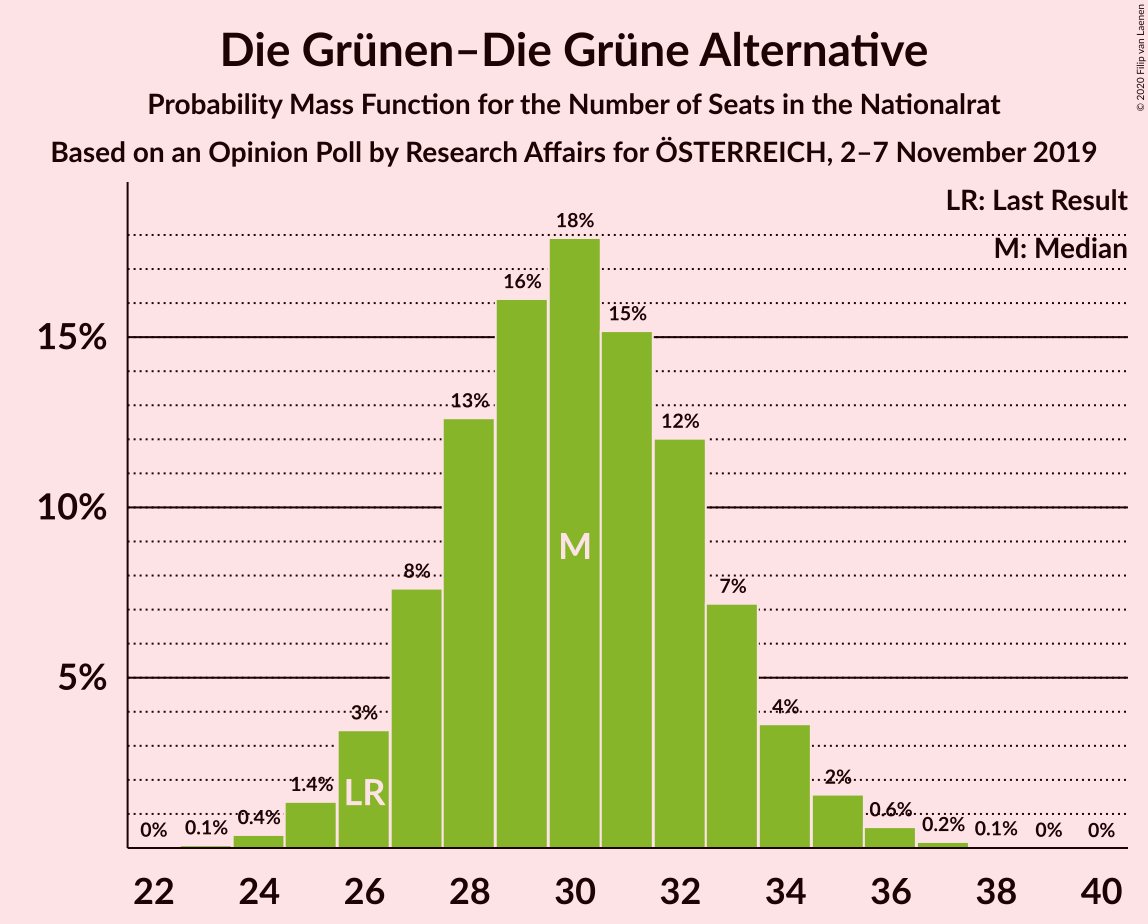 Die Grünen–Die Grüne Alternative
Probability Mass Function for the Number of Seats in the Nationalrat
Based on an Opinion Poll by Research Affairs for ÖSTERREICH, 2–7 November 2019
© 2020 Filip van Laenen
LR: Last Result
M: Median
15%
10%
5%
0% 0.1% 0.4% 1.4% 3% 8% 13% 16% 18% 15% 12% 7% 4% 2% 0.6% 0.2% 0.1% 0% 0%
LR
M
22 24 26 28 30 32 34 36 38 40